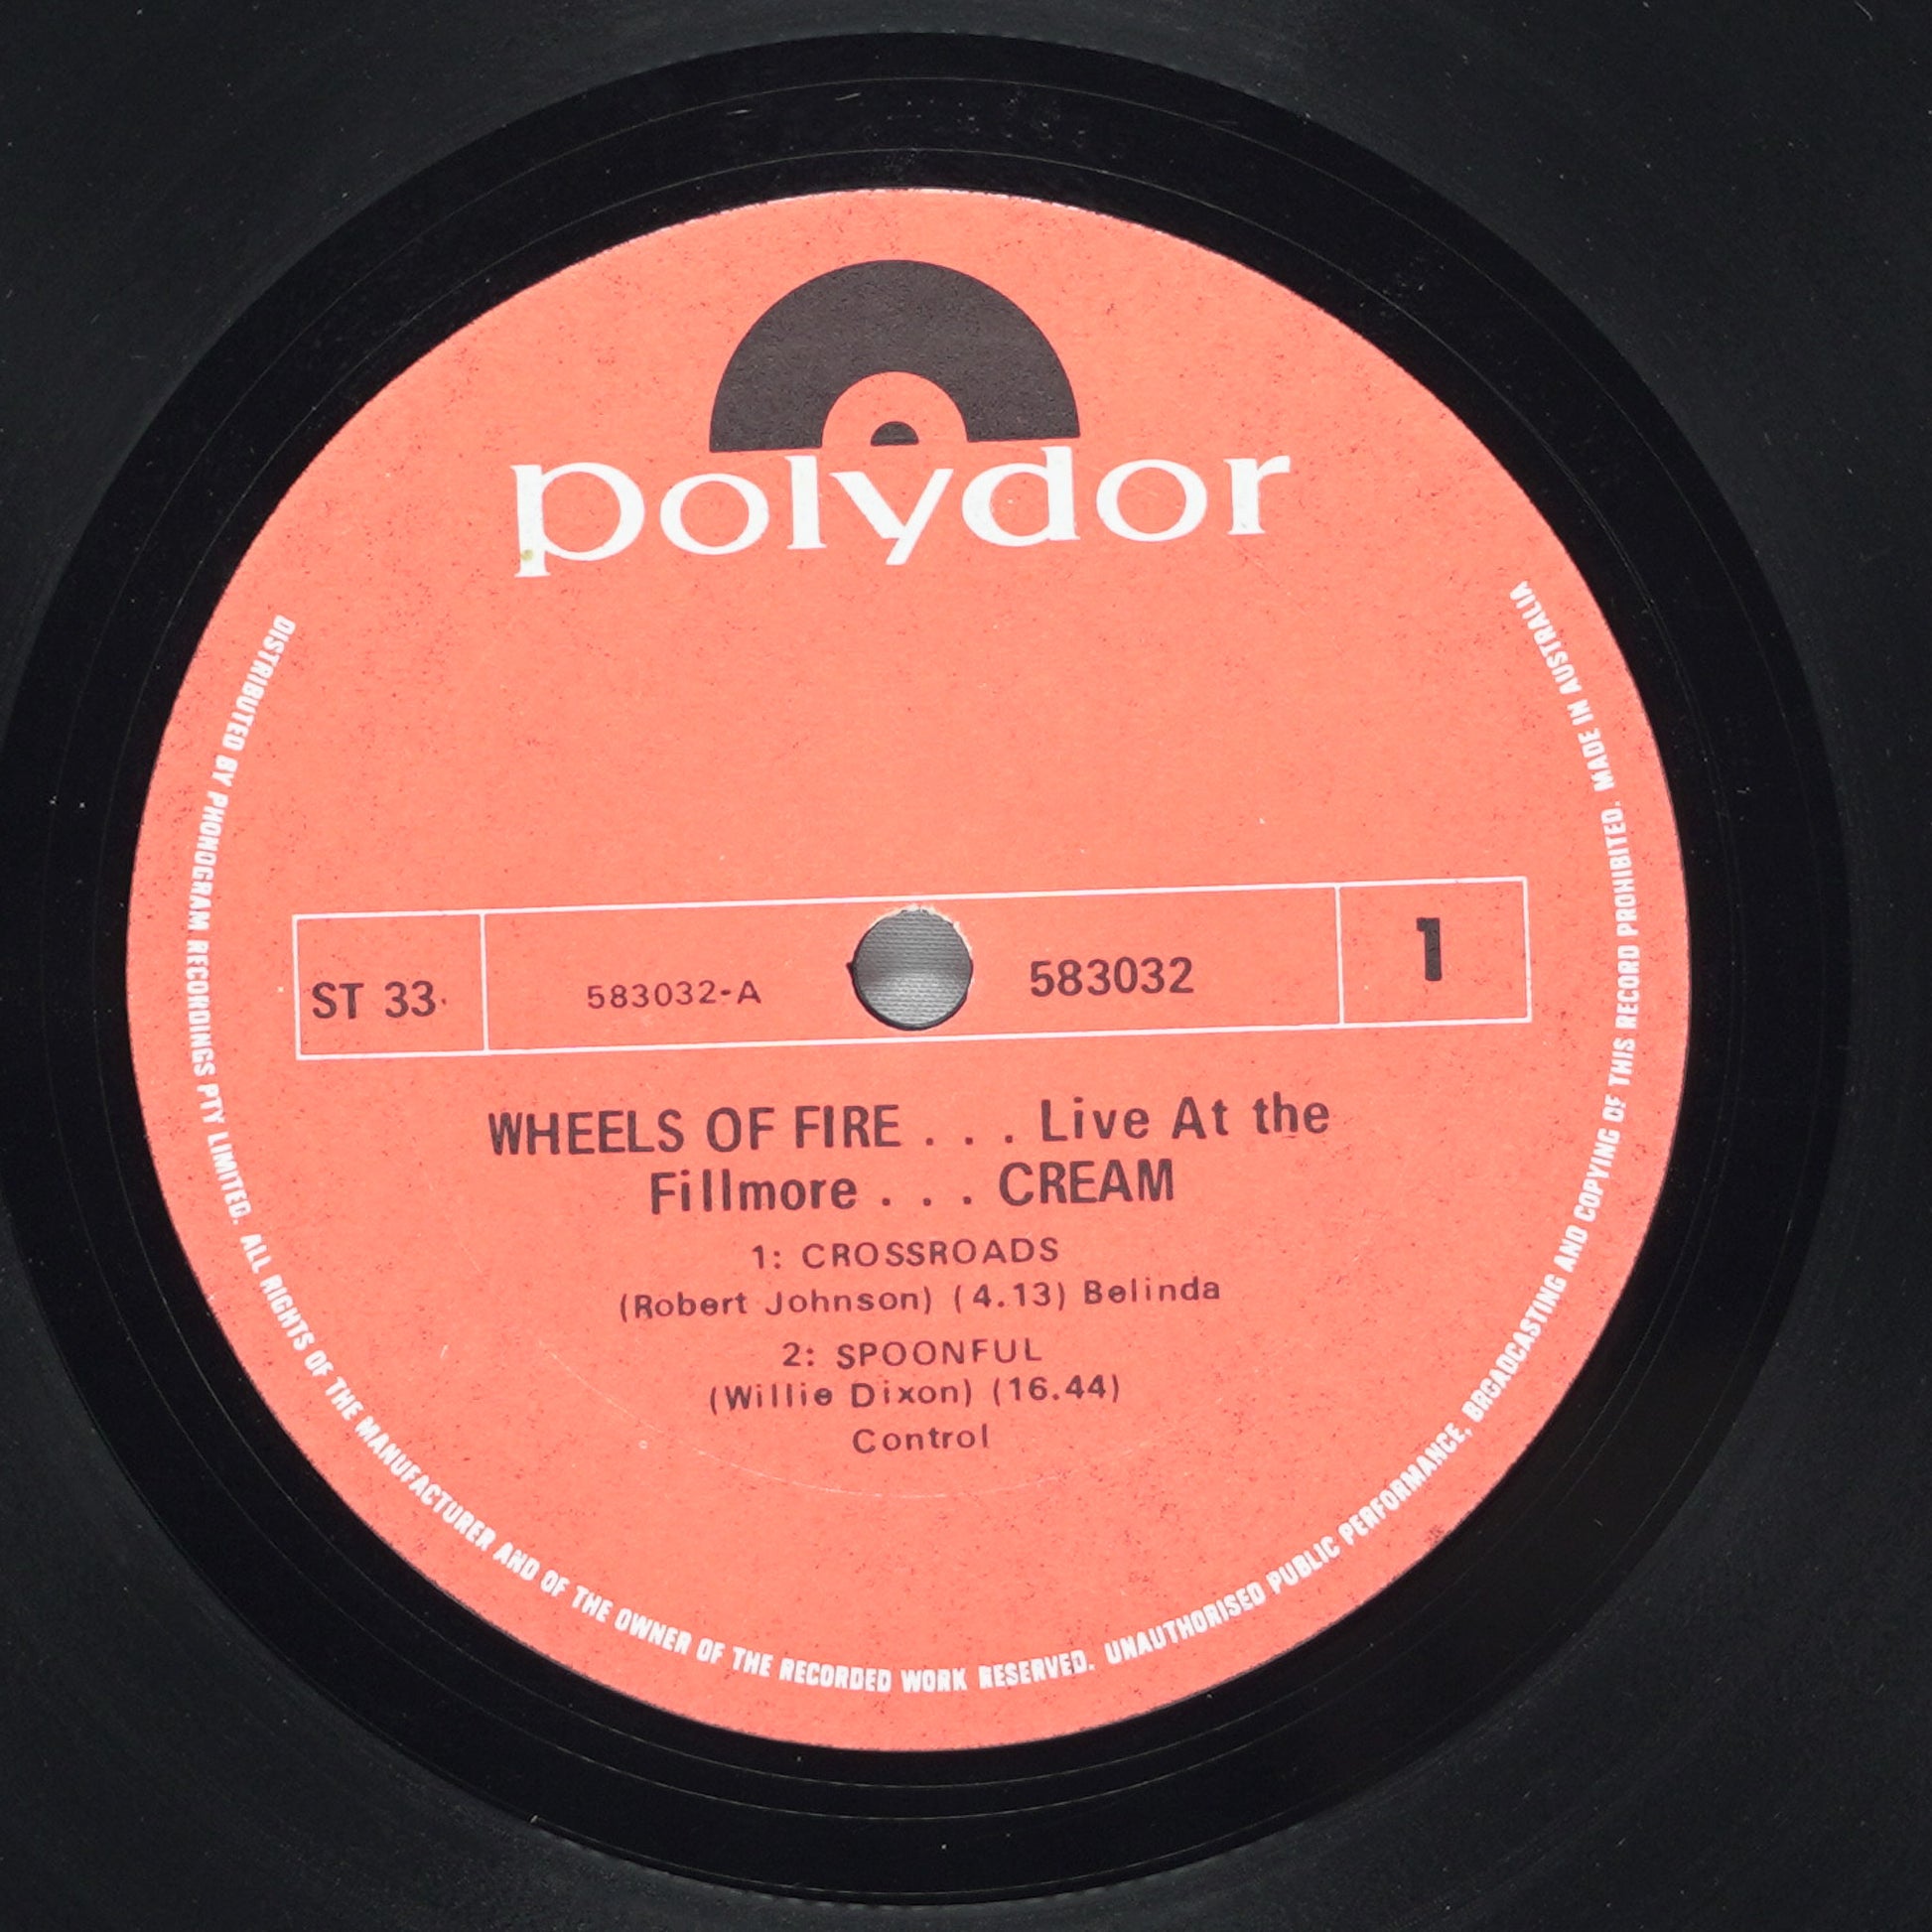 polydor
ST 33
583032-A
583032
1
WHEELS OF FIRE . . . Live At the
Fillmore . . . CREAM
1: CROSSROADS
(Robert Johnson) (4.13) Belinda
2: SPOONFUL
(Willie Dixon) (16.44)
Control
DISTRIBUTED BY PHONOGRAM RECORDINGS PTY LIMITED. ALL RIGHTS OF THE MANUFACTURER AND OF THE OWNER OF THE RECORDED WORK RESERVED. UNAUTHORISED PUBLIC PERFORMANCE, BROADCASTING AND COPYING OF THIS RECORD PROHIBITED. MADE IN AUSTRALIA